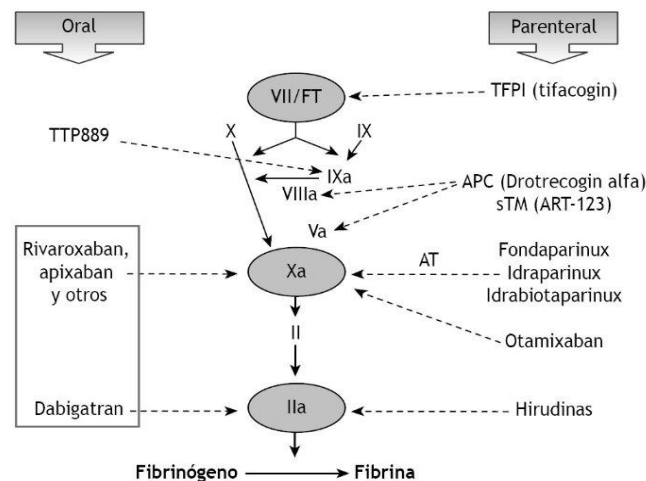 Oral
Parenteral
VII/FT
TFPI (tifacogin)
X
IX
TTP889
IXa
VIIIa
APC (Drotrecogin alfa)
sTM (ART-123)
Va
Rivaroxaban,
apixaban
y otros
Xa
AT
Fondaparinux
Idraparinux
Idrabiotaparinux
II
Otamixaban
Dabigatran
IIa
Hirudinas
Fibrinógeno
Fibrina